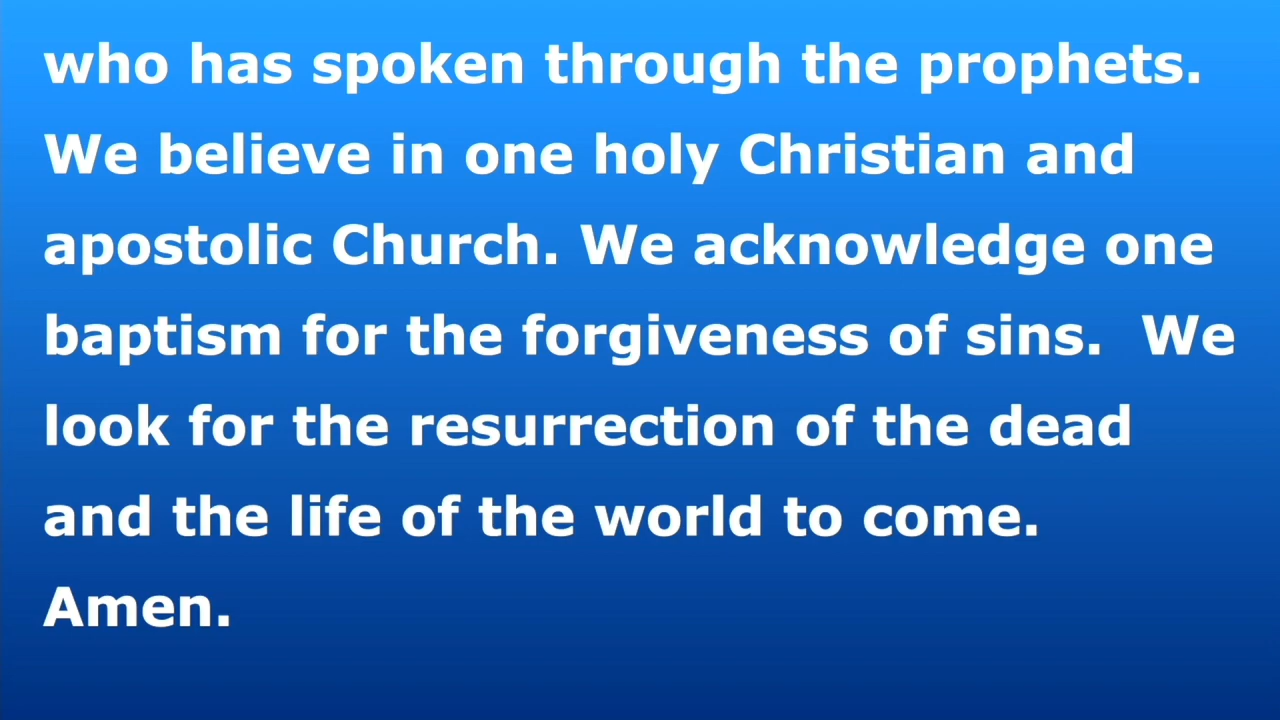 who has spoken through the prophets.
We believe in one holy Christian and
apostolic Church. We acknowledge one
baptism for the forgiveness of sins.  We
look for the resurrection of the dead
and the life of the world to come.
Amen.